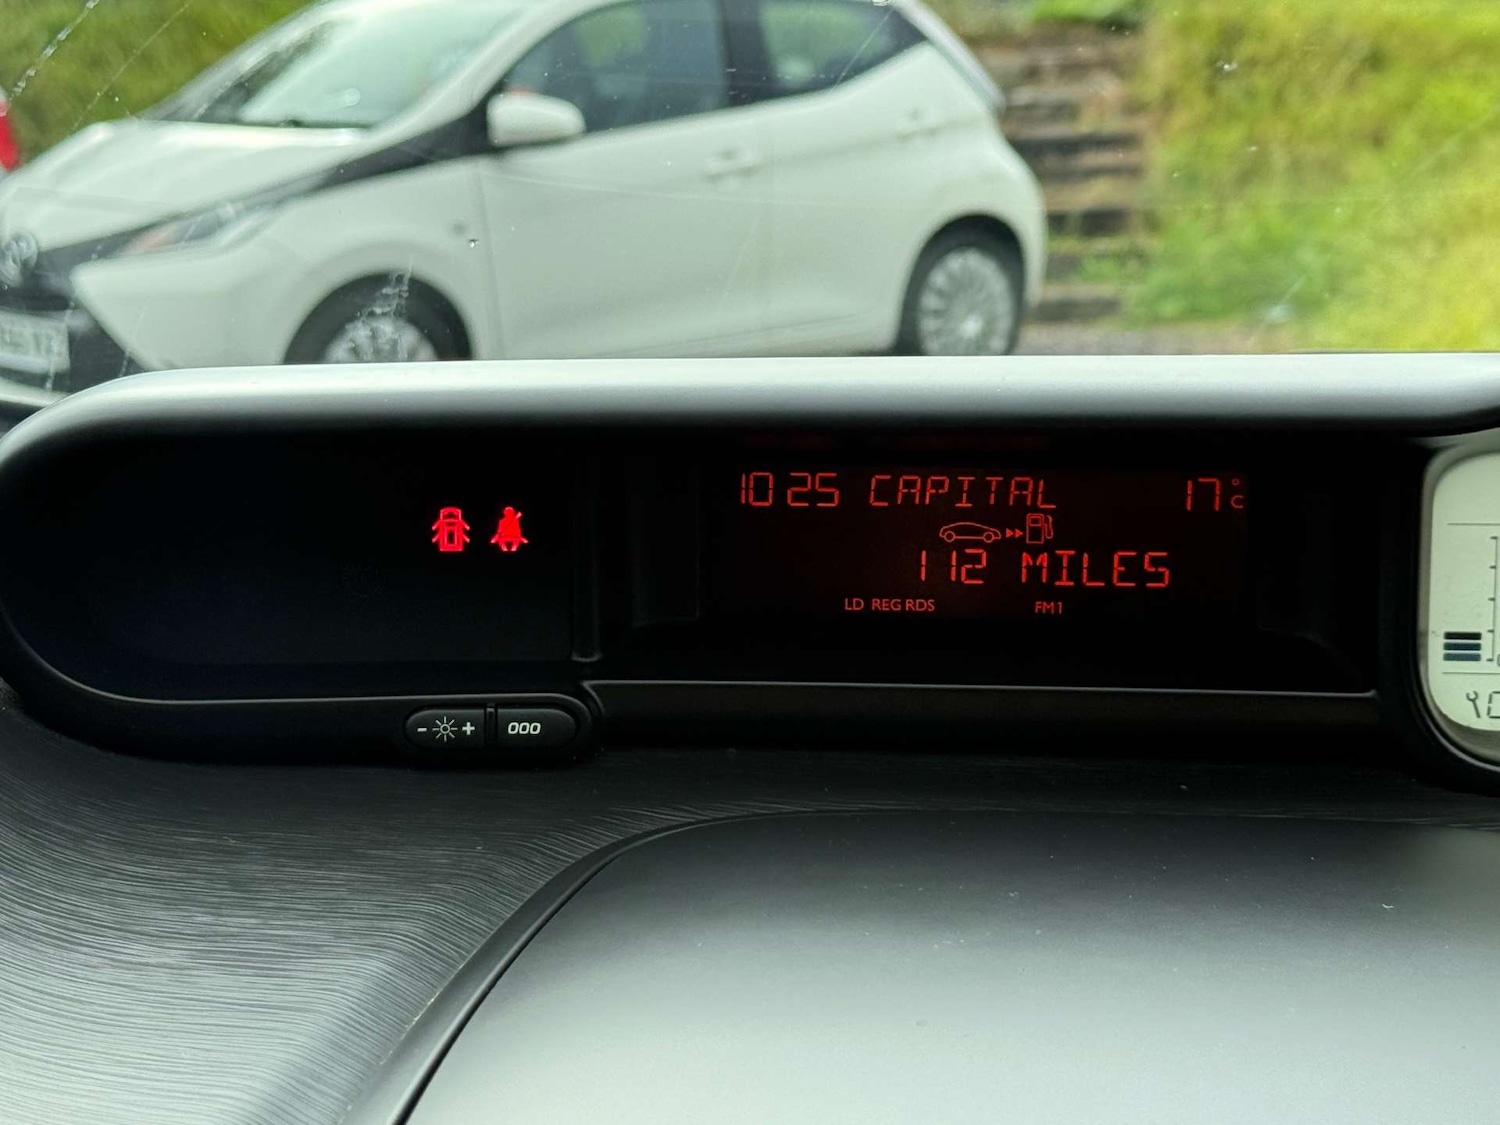 10 25 CAPITAL 17°C
112 MILES
LD REG RDS FM1
- + 000